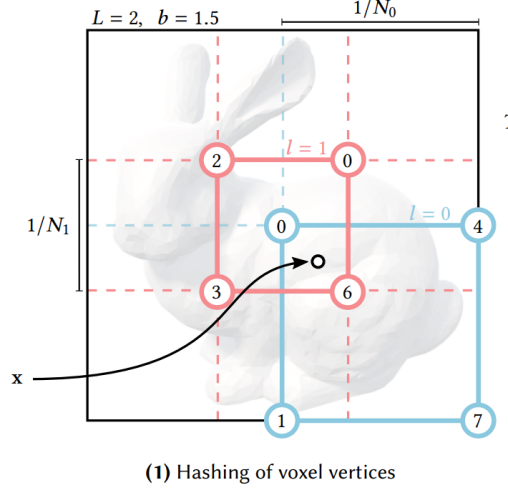 L = 2, b = 1.5
1/N₀
l = 1
2
0
1/N₁
l = 0
0
4
3
6
x
1
7
(1) Hashing of voxel vertices